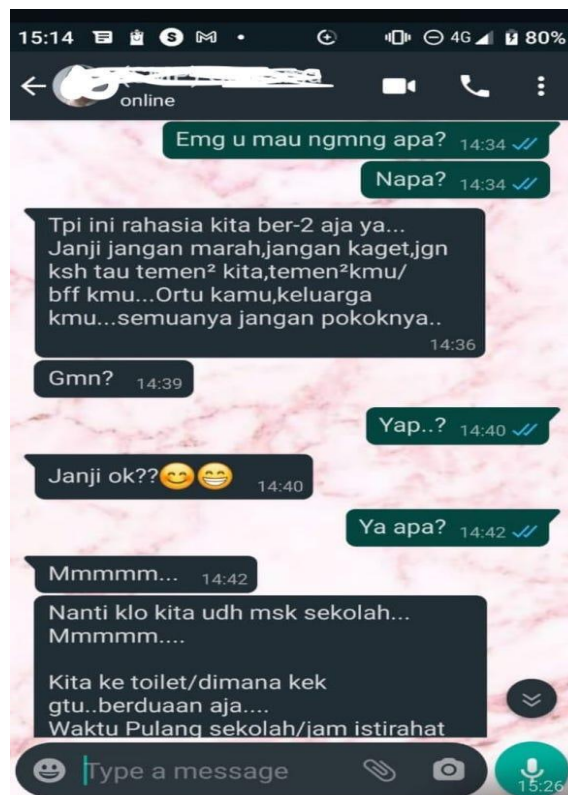 15:14 4G 80%
online
Emg u mau ngmng apa? 14:34
Napa? 14:34
Tpi ini rahasia kita ber-2 aja ya...
Janji jangan marah,jangan kaget,jgn
ksh tau temen² kita,temen²kmu/
bff kmu...Ortu kamu,keluarga
kmu...semuanya jangan pokoknya..
14:36
Gmn? 14:39
Yap..? 14:40
Janji ok??😊😁 14:40
Ya apa? 14:42
Mmmmm... 14:42
Nanti klo kita udh msk sekolah...
Mmmmm....
Kita ke toilet/dimana kek
gtu..berduaan aja....
Waktu Pulang sekolah/jam istirahat
Type a message
15:26